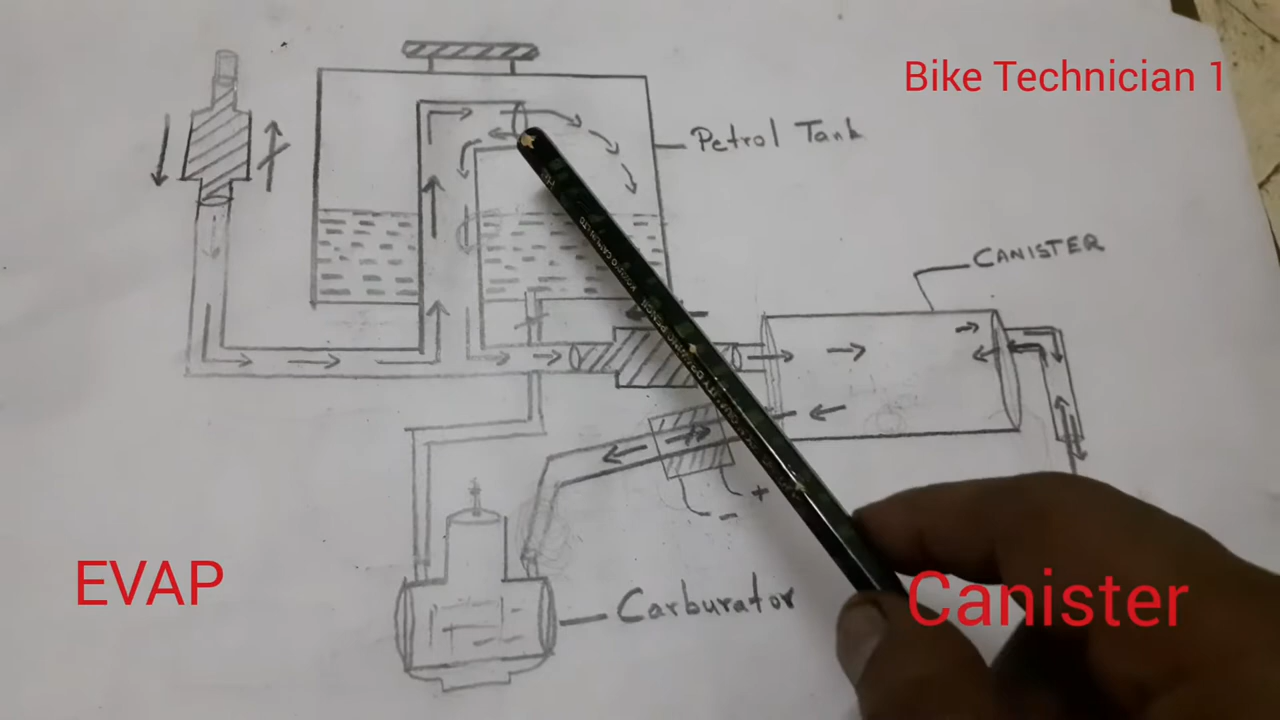 Bike Technician 1
Petrol Tank
CANISTER
+
-
EVAP
Canister
Carburator